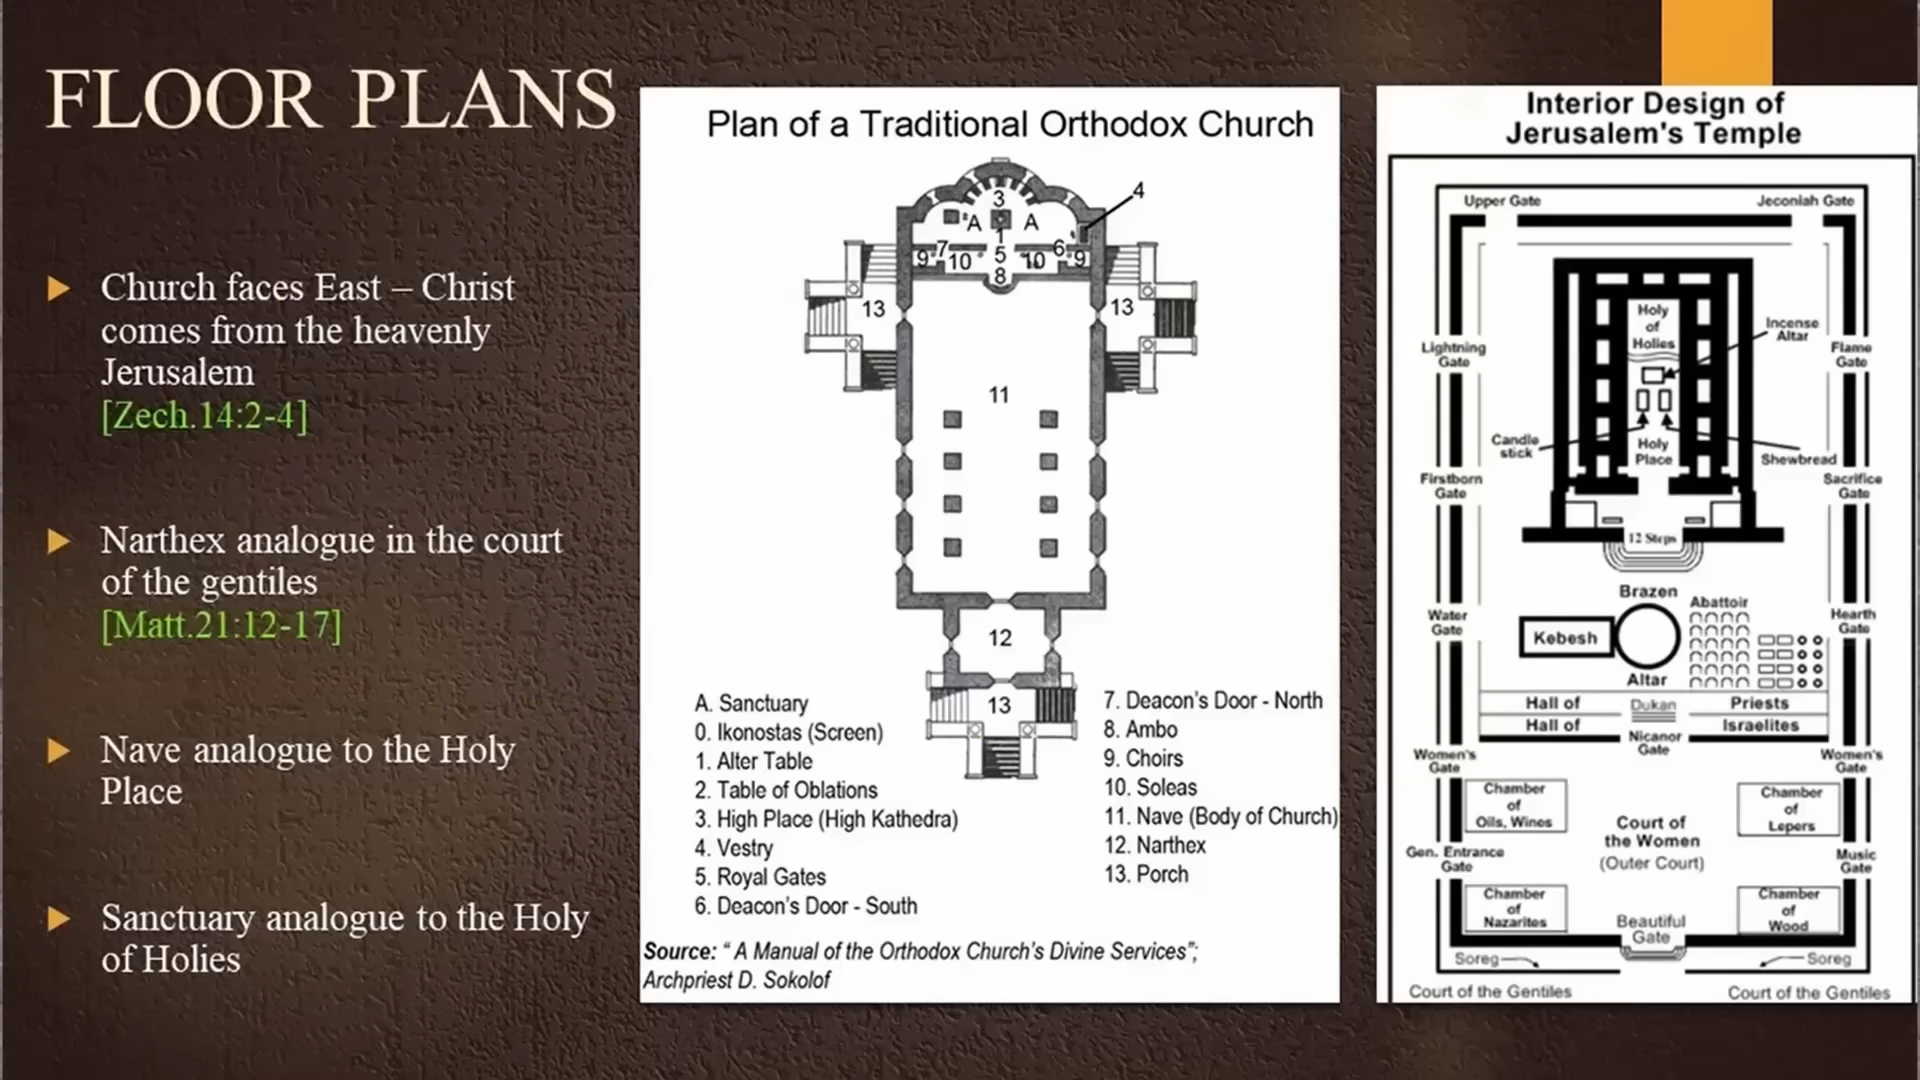 FLOOR PLANS
Church faces East – Christ
comes from the heavenly
Jerusalem
[Zech.14:2-4]
Narthex analogue in the court
of the gentiles
[Matt.21:12-17]
Nave analogue to the Holy
Place
Sanctuary analogue to the Holy
of Holies
Plan of a Traditional Orthodox Church
4
3
A A
1
7 5 6
9 10 10 9
8
13 13
11
12
13
A. Sanctuary
0. Ikonostas (Screen)
1. Alter Table
2. Table of Oblations
3. High Place (High Kathedra)
4. Vestry
5. Royal Gates
6. Deacon's Door - South
7. Deacon's Door - North
8. Ambo
9. Choirs
10. Soleas
11. Nave (Body of Church)
12. Narthex
13. Porch
Source: “ A Manual of the Orthodox Church's Divine Services”;
Archpriest D. Sokolof
Interior Design of
Jerusalem's Temple
Upper Gate
Jeconiah Gate
Holy
of
Holies
Incense
Altar
Lightning
Gate
Flame
Gate
Candle
stick
Holy
Place
Shewbread
Firstborn
Gate
Sacrifice
Gate
12 Steps
Brazen
Altar
Abattoir
Kebesh
Water
Gate
Hearth
Gate
Hall of Dukan Priests
Hall of Israelites
Nicanor
Gate
Women's
Gate
Women's
Gate
Chamber
of
Oils, Wines
Chamber
of
Lepers
Court of
the Women
(Outer Court)
Gen. Entrance
Gate
Music
Gate
Chamber
of
Nazarites
Chamber
of
Wood
Beautiful
Gate
Soreg
Soreg
Court of the Gentiles
Court of the Gentiles